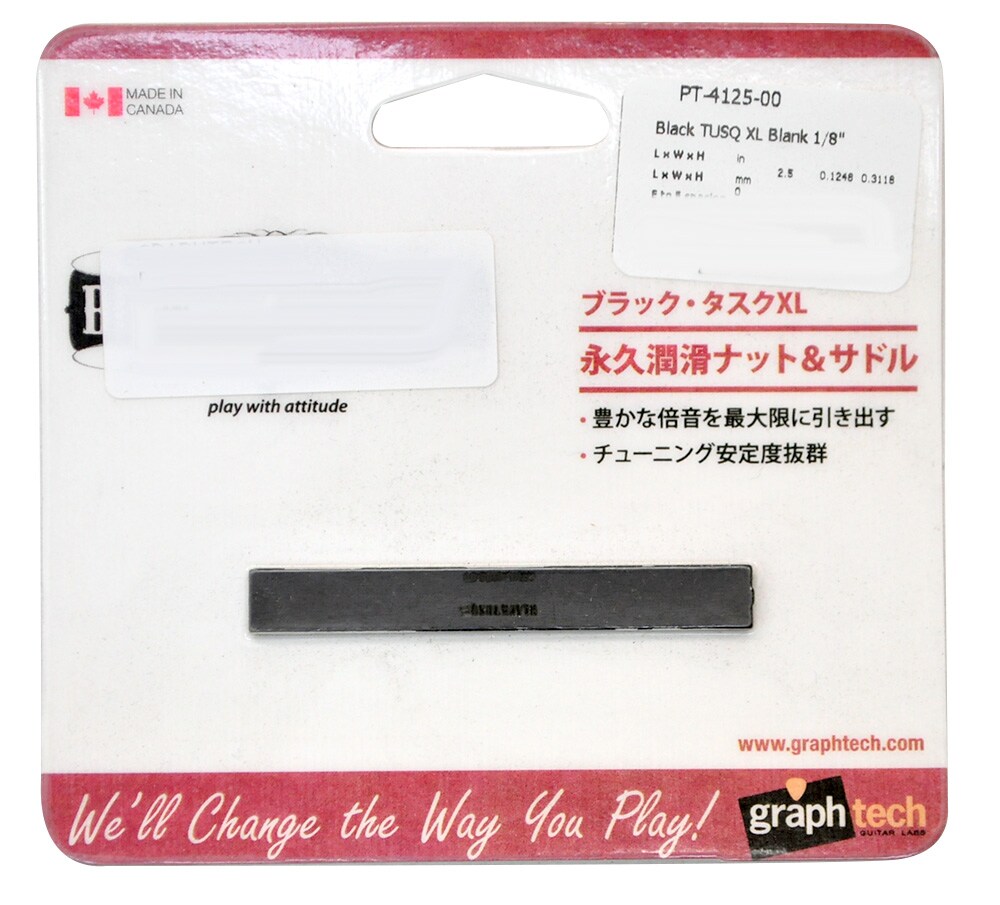 MADE IN
CANADA
PT-4125-00
Black TUSQ XL Blank 1/8"
L x W x H in
L x W x H mm 2.5 0.1248 0.3118
0
ブラック・タスクXL
永久潤滑ナット&サドル
play with attitude
・豊かな倍音を最大限に引き出す
・チューニング安定度抜群
www.graphtech.com
We'll Change the Way You Play!
graph tech
GUITAR LABS